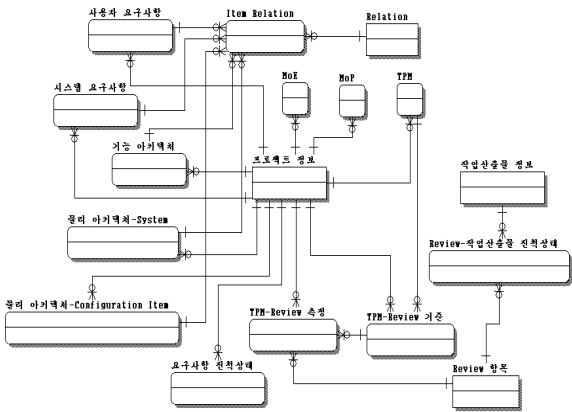 사용자 요구사항
Item Relation
Relation
시스템 요구사항
MoE
MoP
TPM
기능 아키텍처
프로젝트 정보
작업산출물 정보
물리 아키텍처-System
Review-작업산출물 진척상태
물리 아키텍처-Configuration Item
TPM-Review 측정
TPM-Review 기준
요구사항 진척상태
Review 항목